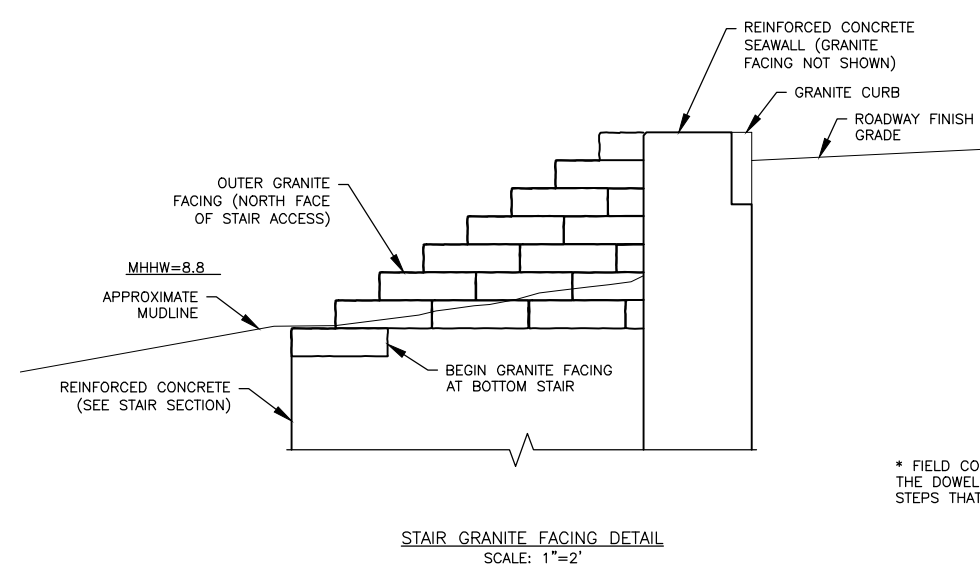 REINFORCED CONCRETE
SEAWALL (GRANITE
FACING NOT SHOWN)
GRANITE CURB
ROADWAY FINISH
GRADE
OUTER GRANITE
FACING (NORTH FACE
OF STAIR ACCESS)
MHHW=8.8
APPROXIMATE
MUDLINE
BEGIN GRANITE FACING
AT BOTTOM STAIR
REINFORCED CONCRETE
(SEE STAIR SECTION)
* FIELD CO
THE DOWEL
STEPS THAT
STAIR GRANITE FACING DETAIL
SCALE: 1"=2'